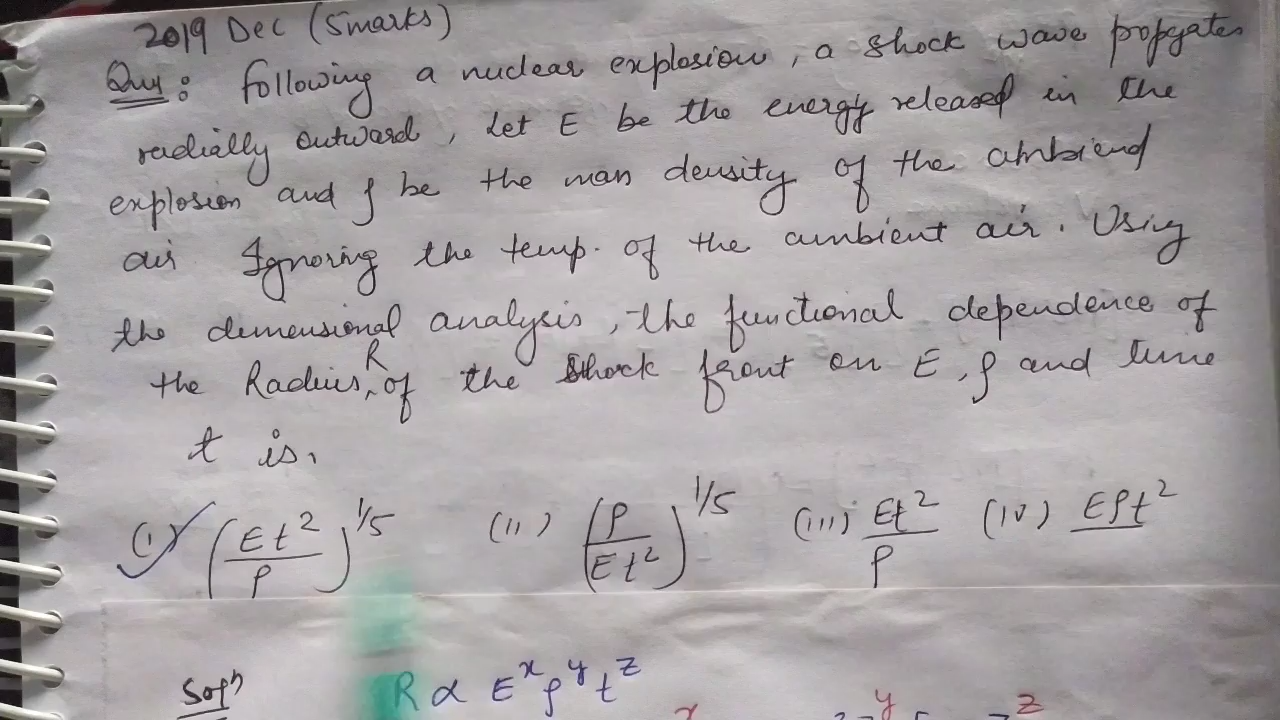 2019 Dec (5marks)
Ques: following a nuclear explosion, a shock wave propgates
radially outward, Let E be the energy released in the
explosion and ρ be the mass density of the ambiend
air Ignoring the temp. of the ambient air. Using
the dimensional analysis, the functional dependence of
the Radius, R of the shock front on E, ρ and time
t is.
(i) (Et²/ρ)^1/5 (ii) (ρ/Et²)^1/5 (iii) Et²/ρ (iv) Eρt²
Solⁿ R ∝ E^x ρ^y t^z
x y z